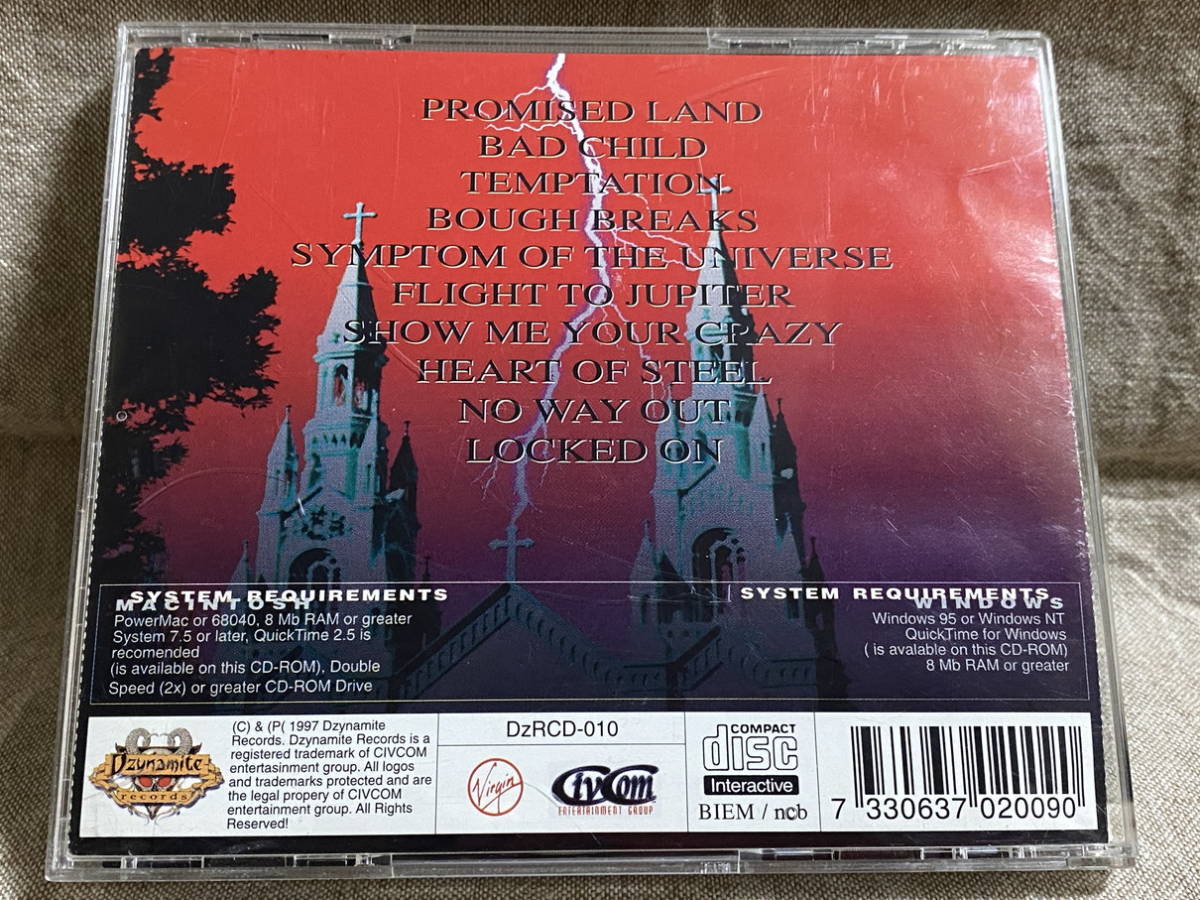 PROMISED LAND
BAD CHILD
TEMPTATION
BOUGH BREAKS
SYMPTOM OF THE UNIVERSE
FLIGHT TO JUPITER
SHOW ME YOUR CRAZY
HEART OF STEEL
NO WAY OUT
LOCKED ON
SYSTEM REQUIREMENTS
MACINTOSH
PowerMac or 68040, 8 Mb RAM or greater
System 7.5 or later, QuickTime 2.5 is
recomended
(is available on this CD-ROM), Double
Speed (2x) or greater CD-ROM Drive
SYSTEM REQUIREMENTS
WINDOWS
Windows 95 or Windows NT
QuickTime for Windows
( is avalable on this CD-ROM)
8 Mb RAM or greater
Dzynamite
records
(C) & (P( 1997 Dzynamite
Records. Dzynamite Records is a
registered trademark of CIVCOM
entertasinment group. All logos
and trademarks protected and are
the legal propery of CIVCOM
entertainment group. All Rights
Reserved!
DzRCD-010
Virgin
CivCom
ENTERTAINMENT GROUP
COMPACT
disc
Interactive
BIEM / ncb
7 330637 020090